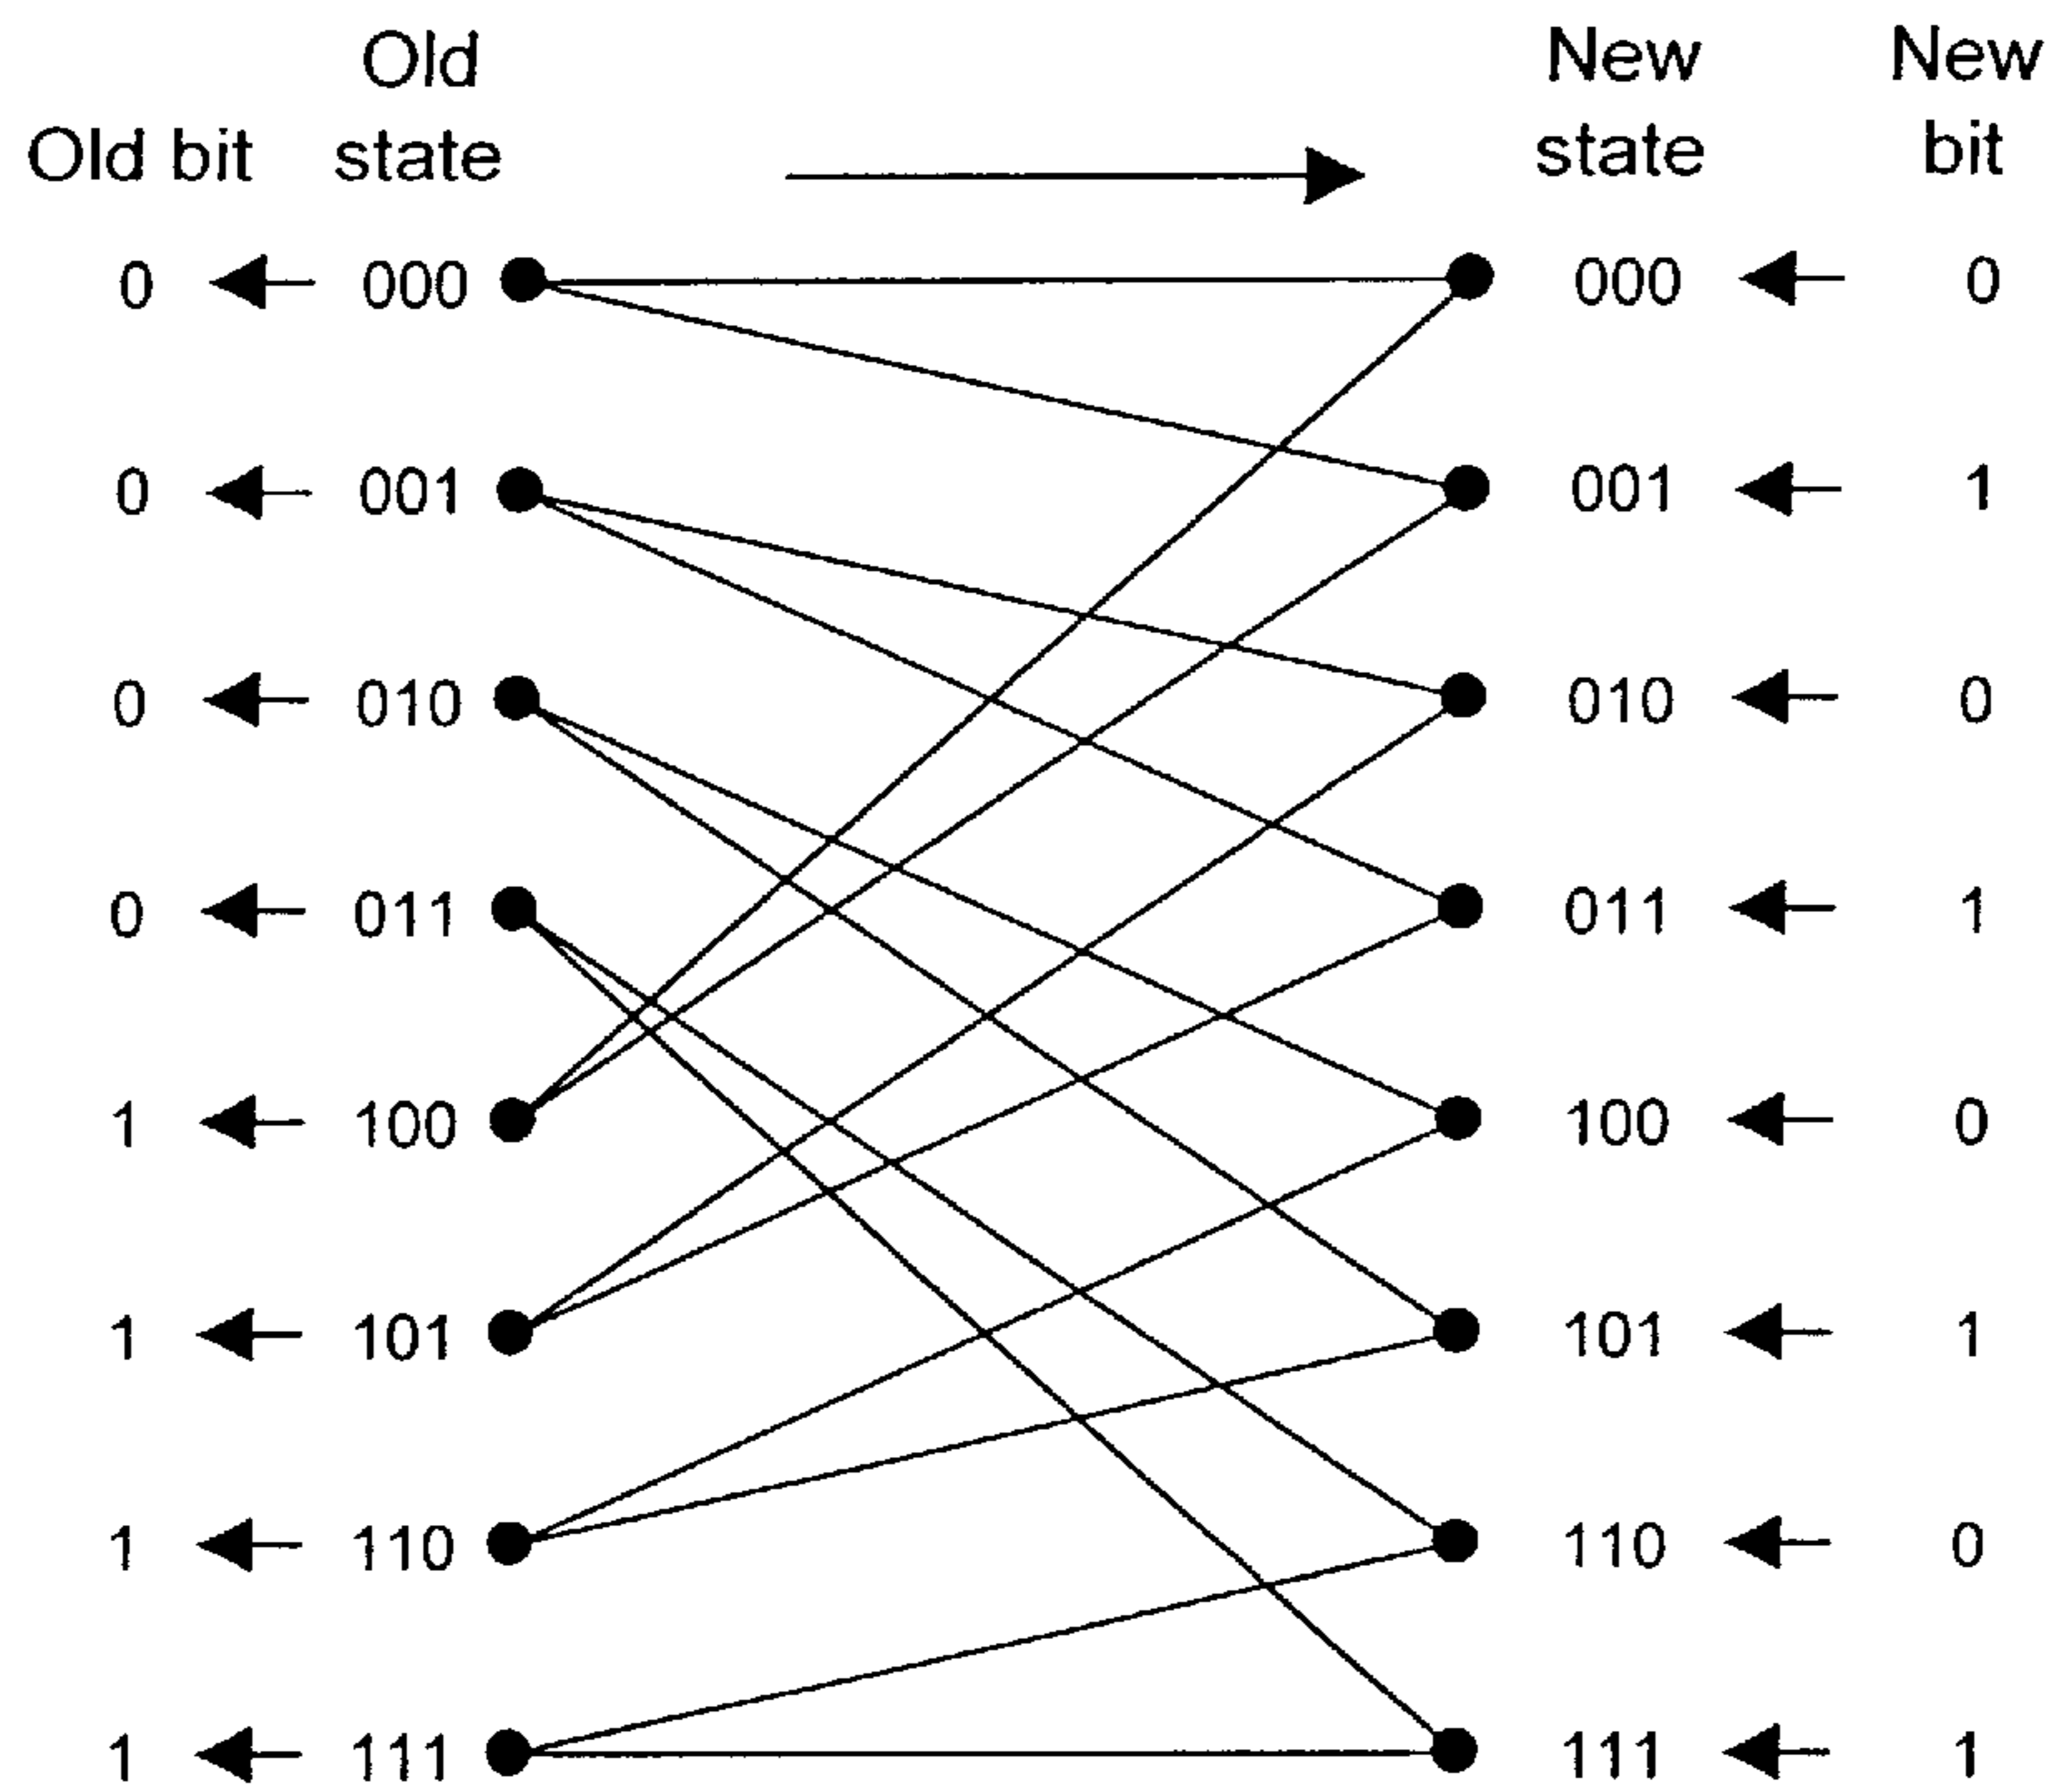 Old New New
Old bit state state bit
0 000 000 0
0 001 001 1
0 010 010 0
0 011 011 1
1 100 100 0
1 101 101 1
1 110 110 0
1 111 111 1